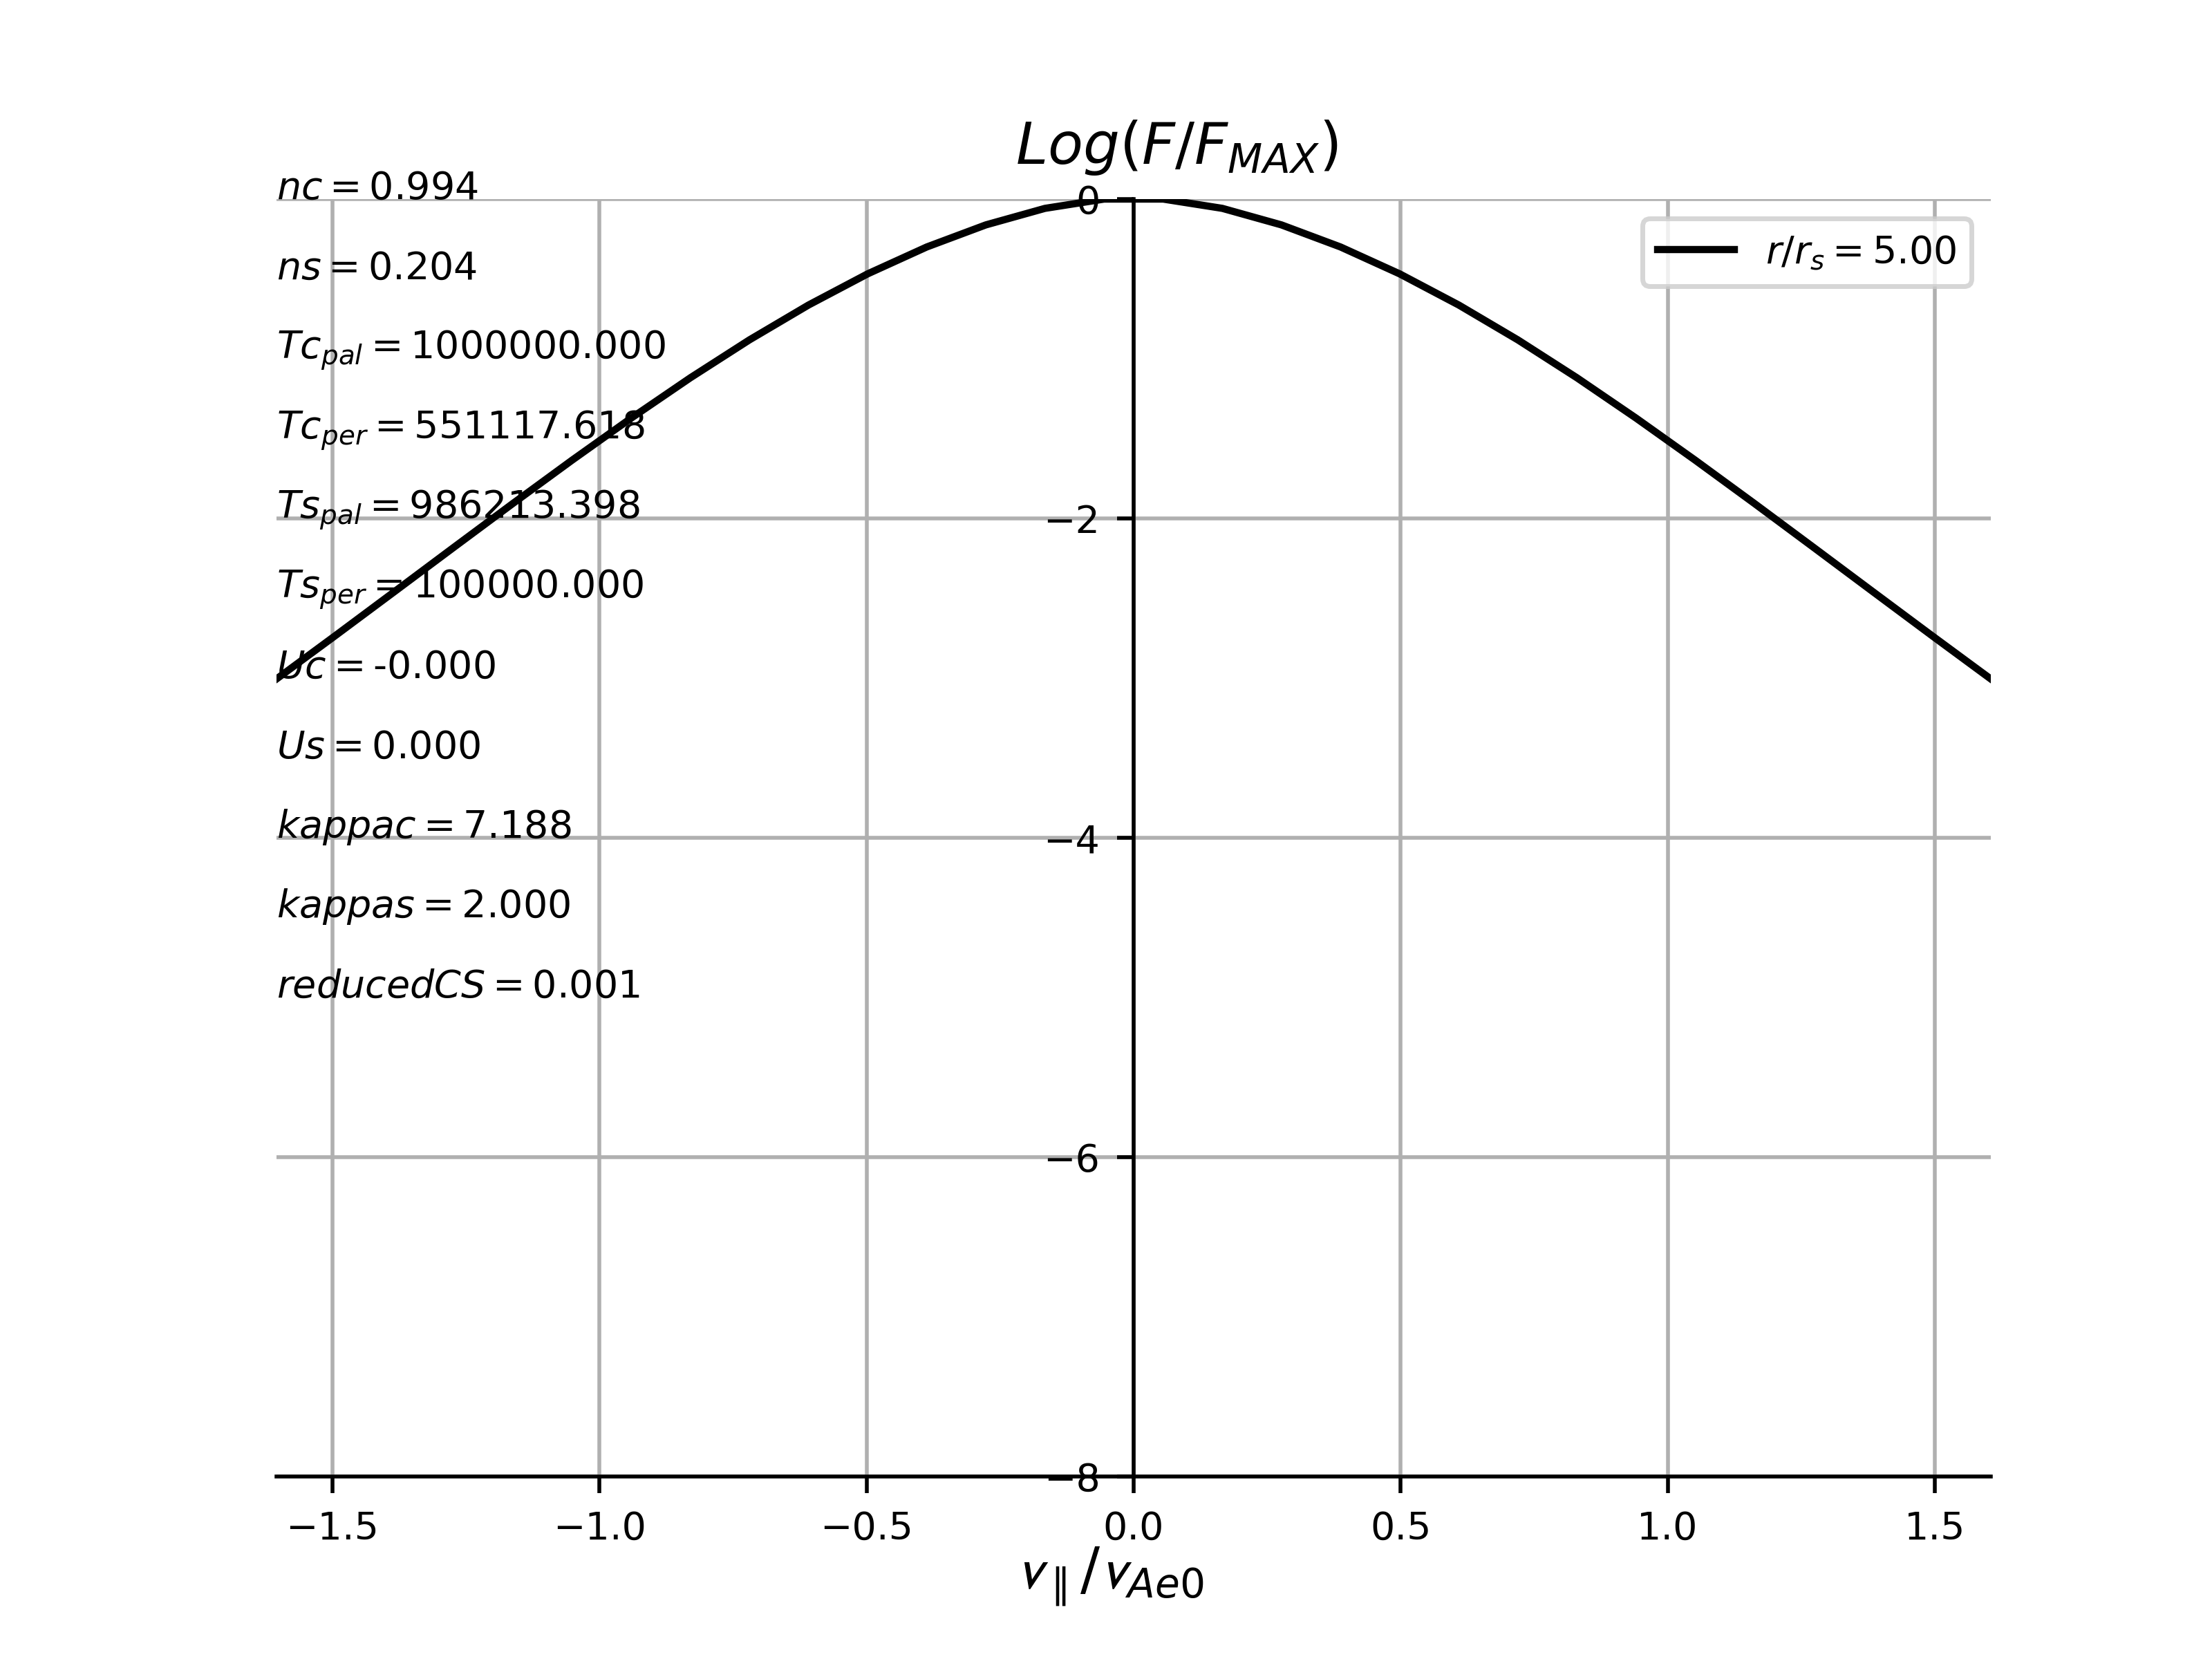 Log(F/F_MAX)
nc = 0.994
ns = 0.204
Tc_pal = 1000000.000
Tc_per = 551117.618
Ts_pal = 986213.398
Ts_per = 100000.000
Uc = -0.000
Us = 0.000
kappac = 7.188
kappas = 2.000
reducedCS = 0.001
r/r_s = 5.00
0
−2
−4
−6
−8
−1.5 −1.0 −0.5 0.0 0.5 1.0 1.5
v_∥/v_Ae0